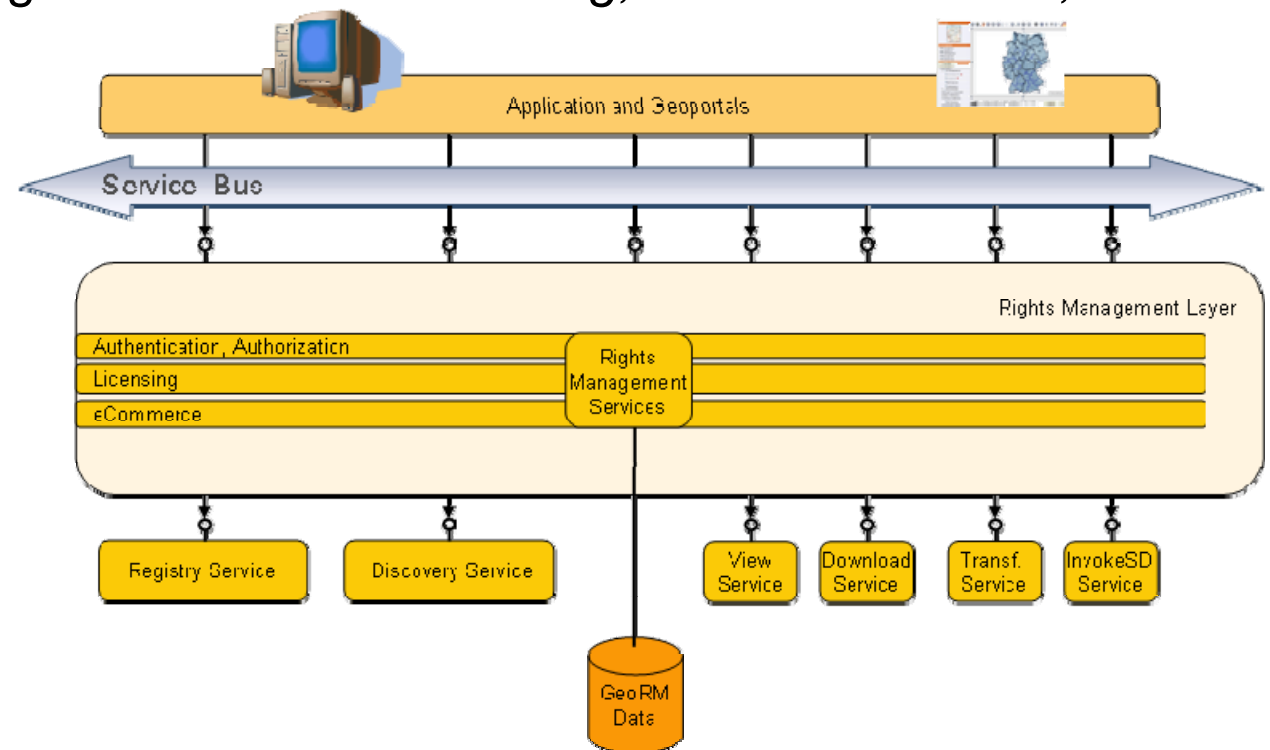 Application and Geoportals
Service Bus
Rights Management Layer
Authentication, Authorization
Licensing
eCommerce
Rights
Management
Services
Registry Service
Discovery Service
View
Service
Download
Service
Transf.
Service
InvokeSD
Service
GeoRM
Data